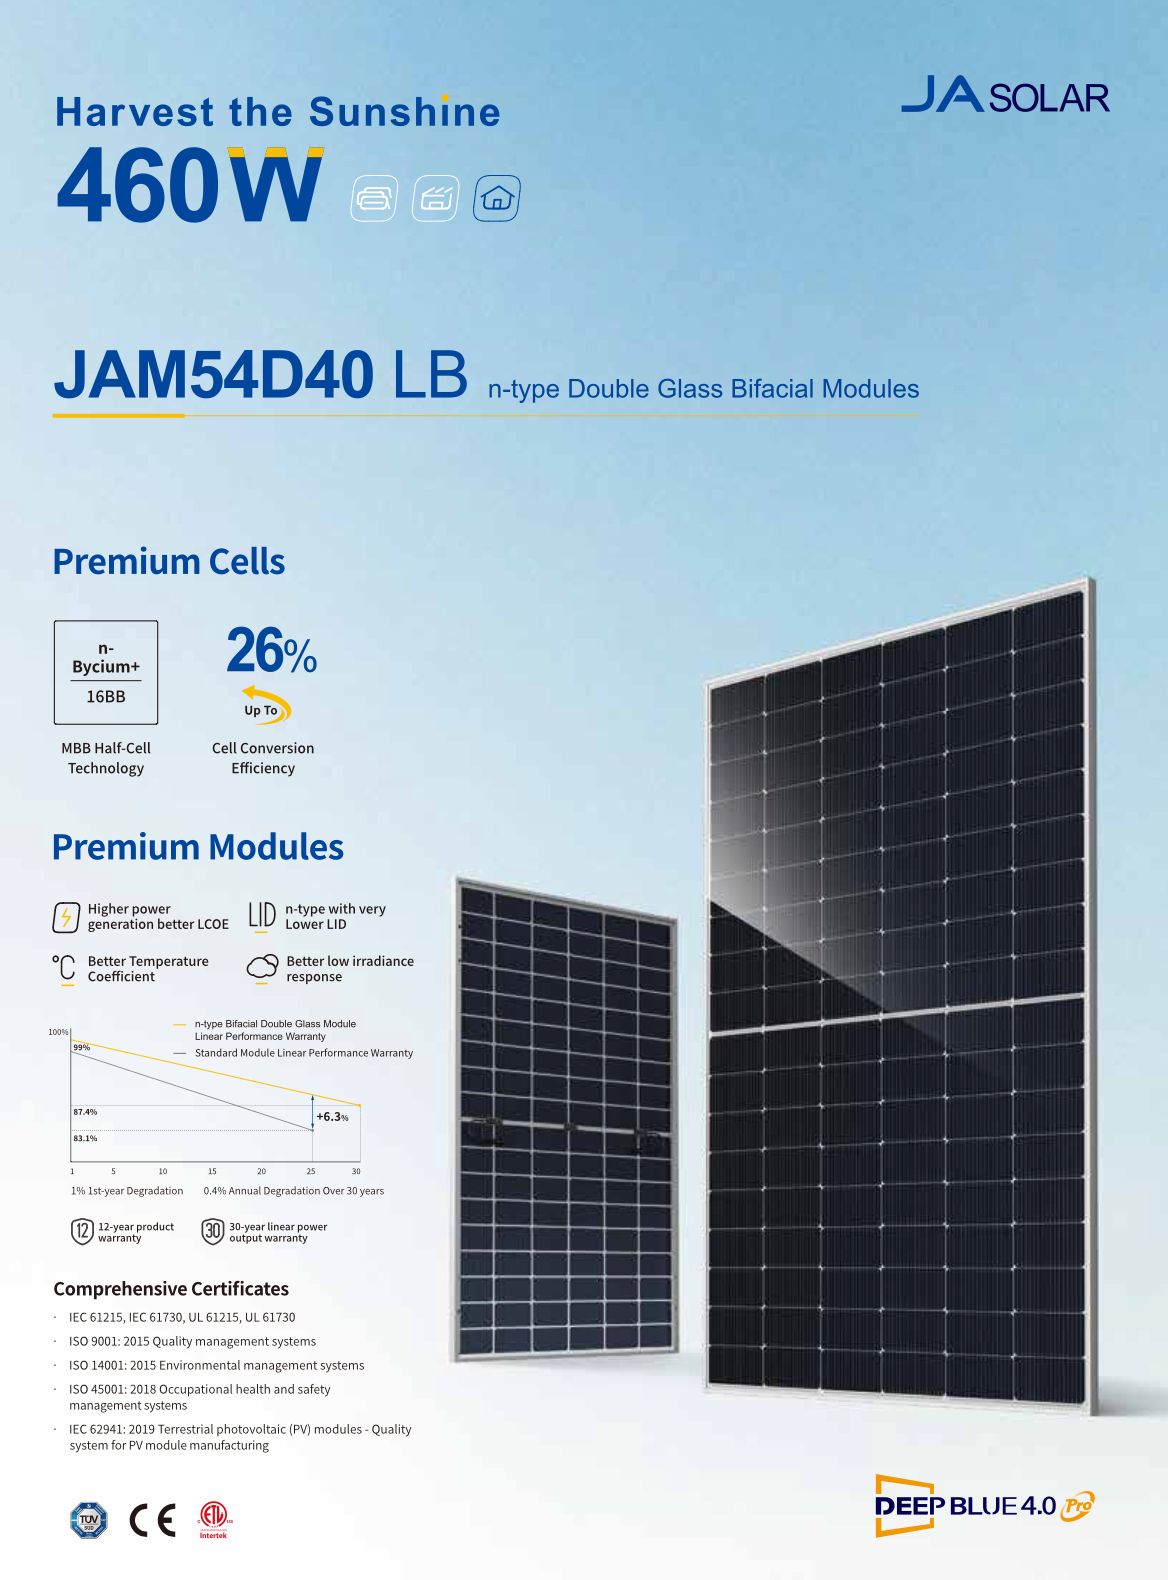 JA SOLAR
Harvest the Sunshine
460W
JAM54D40 LB n-type Double Glass Bifacial Modules
Premium Cells
n-
Bycium+
16BB
MBB Half-Cell
Technology
26%
Up To
Cell Conversion
Efficiency
Premium Modules
Higher power
generation better LCOE
LID
n-type with very
Lower LID
°C
Better Temperature
Coefficient
Better low irradiance
response
n-type Bifacial Double Glass Module
Linear Performance Warranty
Standard Module Linear Performance Warranty
100%
99%
87.4%
83.1%
+6.3%
1 5 10 15 20 25 30
1% 1st-year Degradation 0.4% Annual Degradation Over 30 years
12
12-year product
warranty
30
30-year linear power
output warranty
Comprehensive Certificates
· IEC 61215, IEC 61730, UL 61215, UL 61730
· ISO 9001: 2015 Quality management systems
· ISO 14001: 2015 Environmental management systems
· ISO 45001: 2018 Occupational health and safety
management systems
· IEC 62941: 2019 Terrestrial photovoltaic (PV) modules - Quality
system for PV module manufacturing
TÜV
SÜD
CE
ETL
c us
Intertek
DEEP BLUE 4.0 Pro